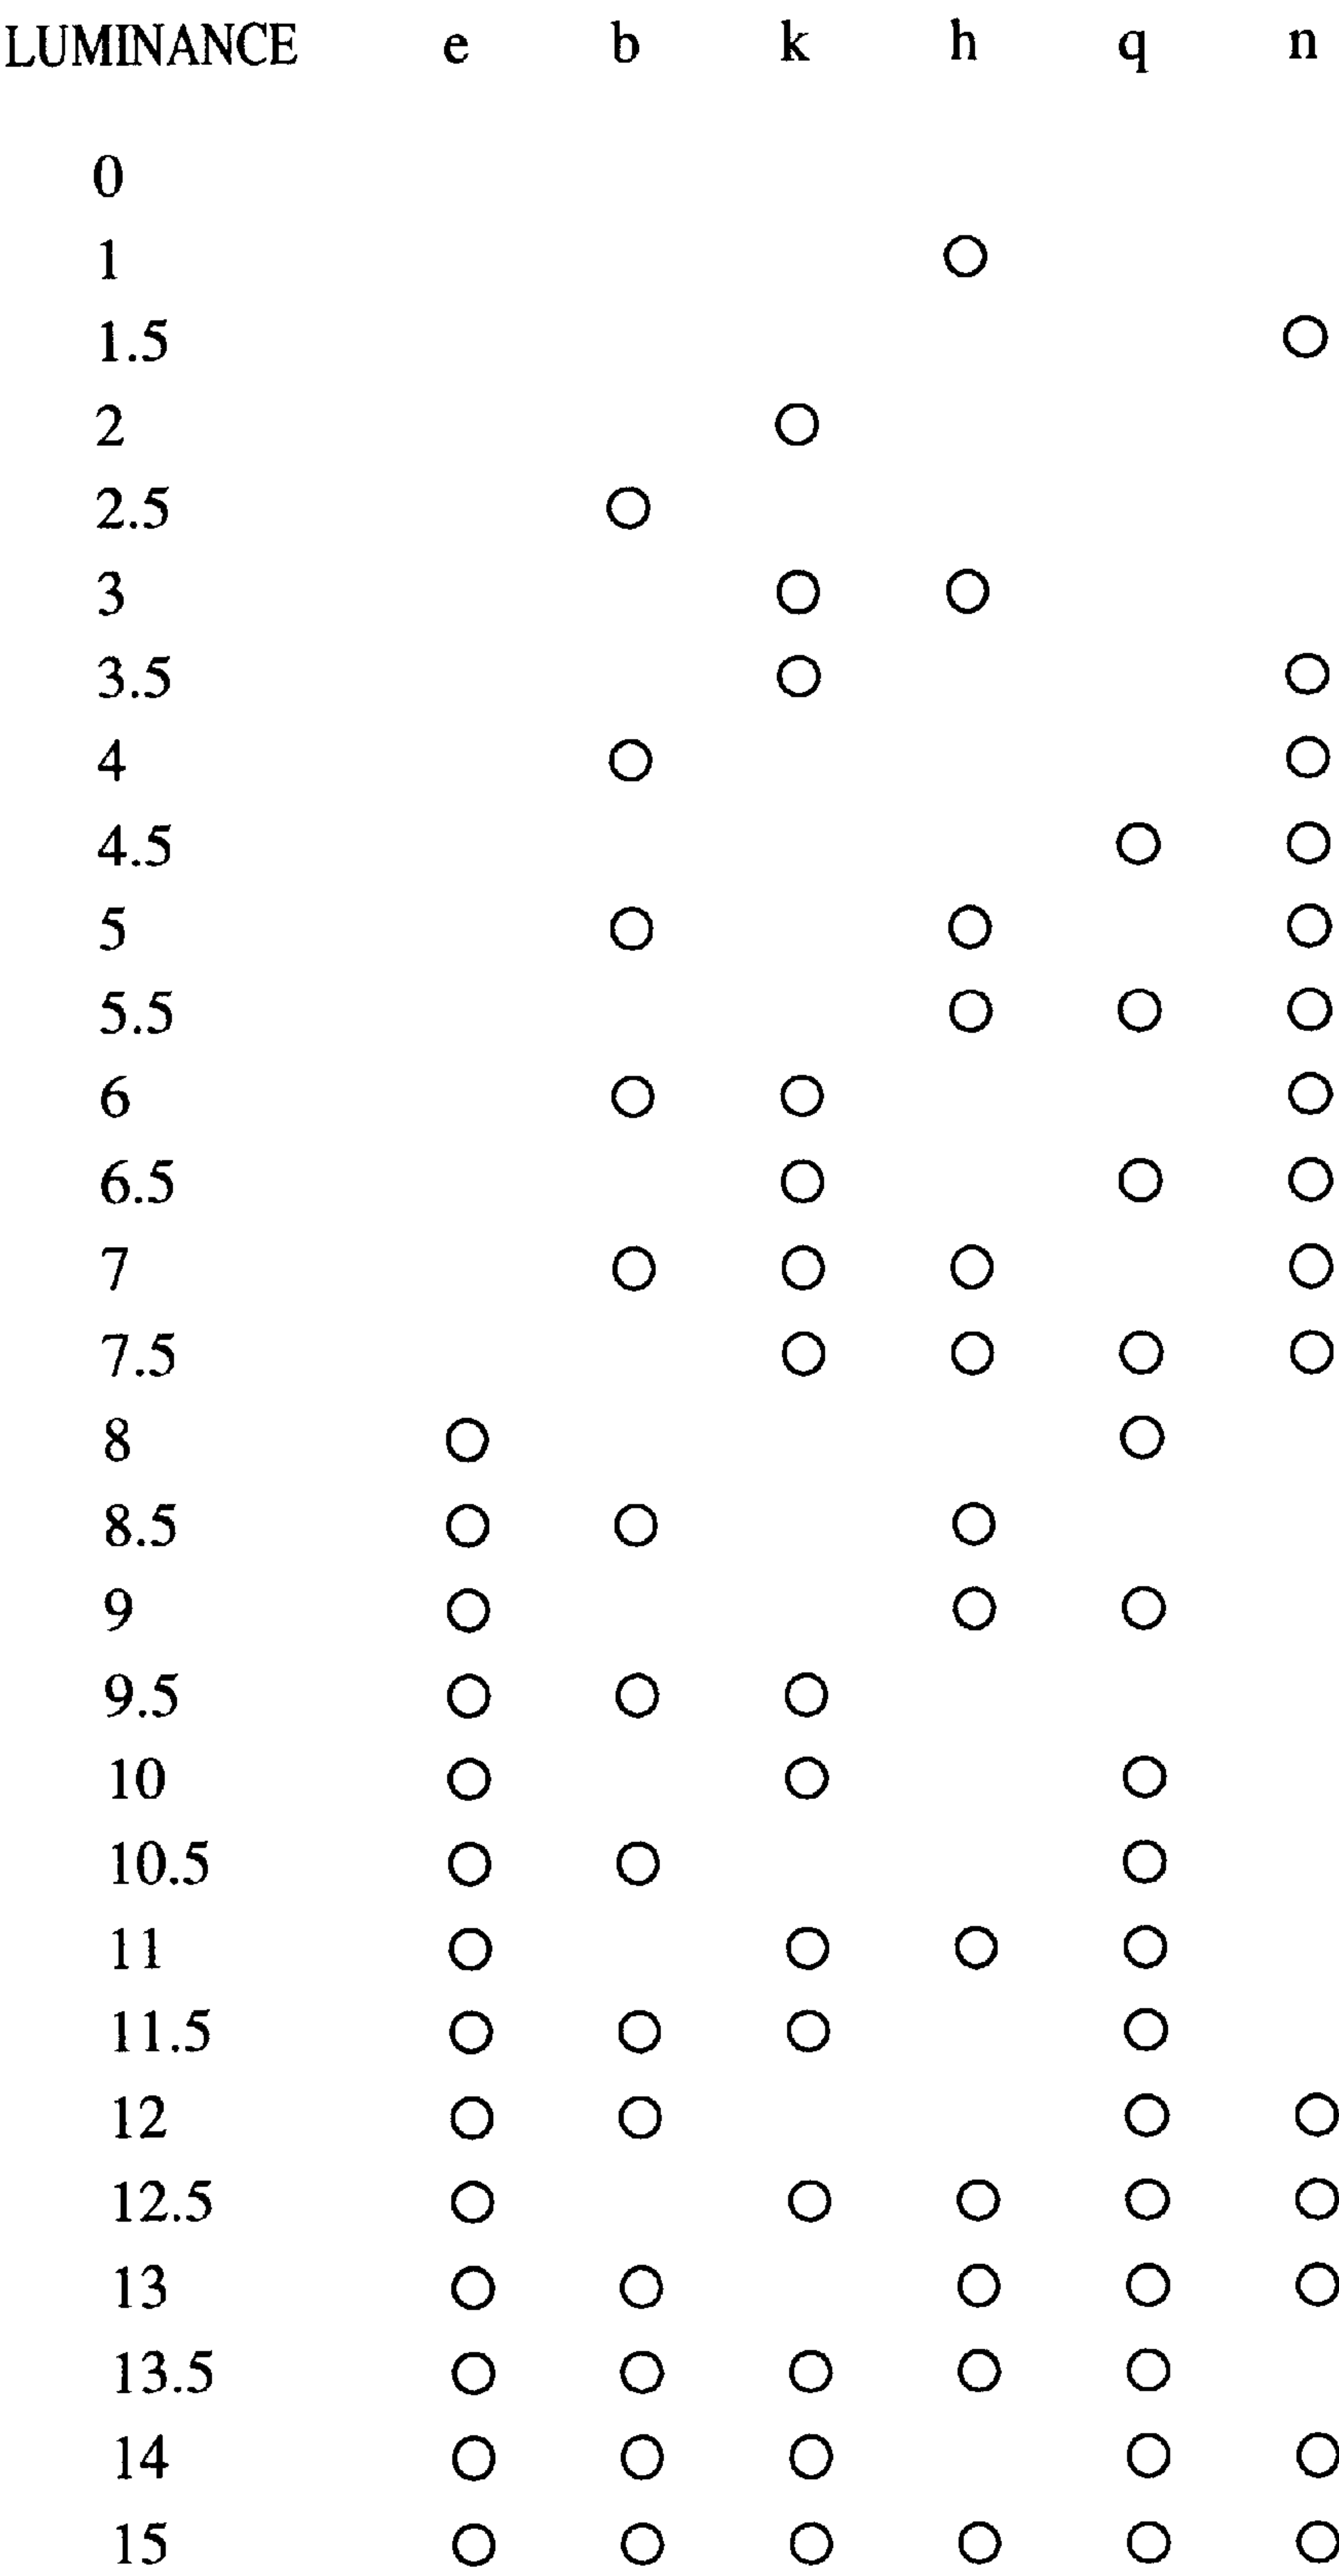 LUMINANCE e b k h q n
0
1 ○
1.5 ○
2 ○
2.5 ○
3 ○ ○
3.5 ○ ○
4 ○ ○
4.5 ○ ○
5 ○ ○ ○
5.5 ○ ○ ○
6 ○ ○ ○
6.5 ○ ○ ○
7 ○ ○ ○ ○
7.5 ○ ○ ○ ○
8 ○ ○
8.5 ○ ○ ○
9 ○ ○ ○
9.5 ○ ○ ○
10 ○ ○ ○
10.5 ○ ○ ○
11 ○ ○ ○ ○
11.5 ○ ○ ○ ○
12 ○ ○ ○ ○
12.5 ○ ○ ○ ○ ○
13 ○ ○ ○ ○ ○
13.5 ○ ○ ○ ○ ○
14 ○ ○ ○ ○ ○
15 ○ ○ ○ ○ ○ ○